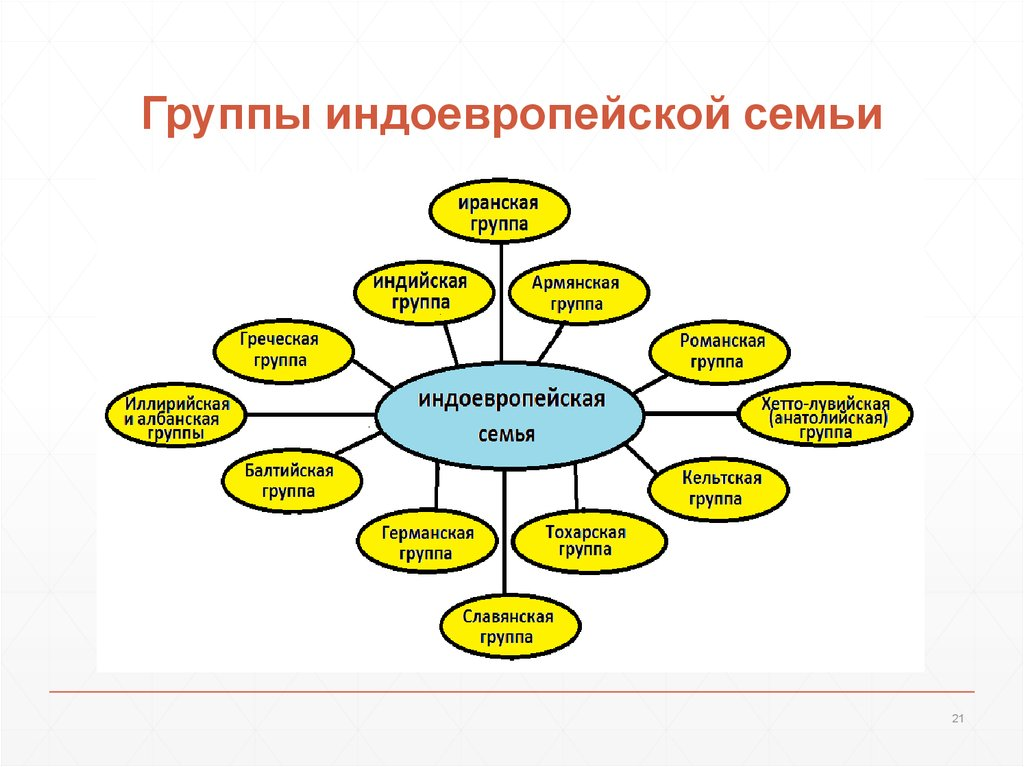 Группы индоевропейской семьи
иранская
группа
индийская
группа
Армянская
группа
Греческая
группа
Романская
группа
Иллирийская
и албанская
группы
индоевропейская
семья
Хетто-лувийская
(анатолийская)
группа
Балтийская
группа
Кельтская
группа
Германская
группа
Тохарская
группа
Славянская
группа
21